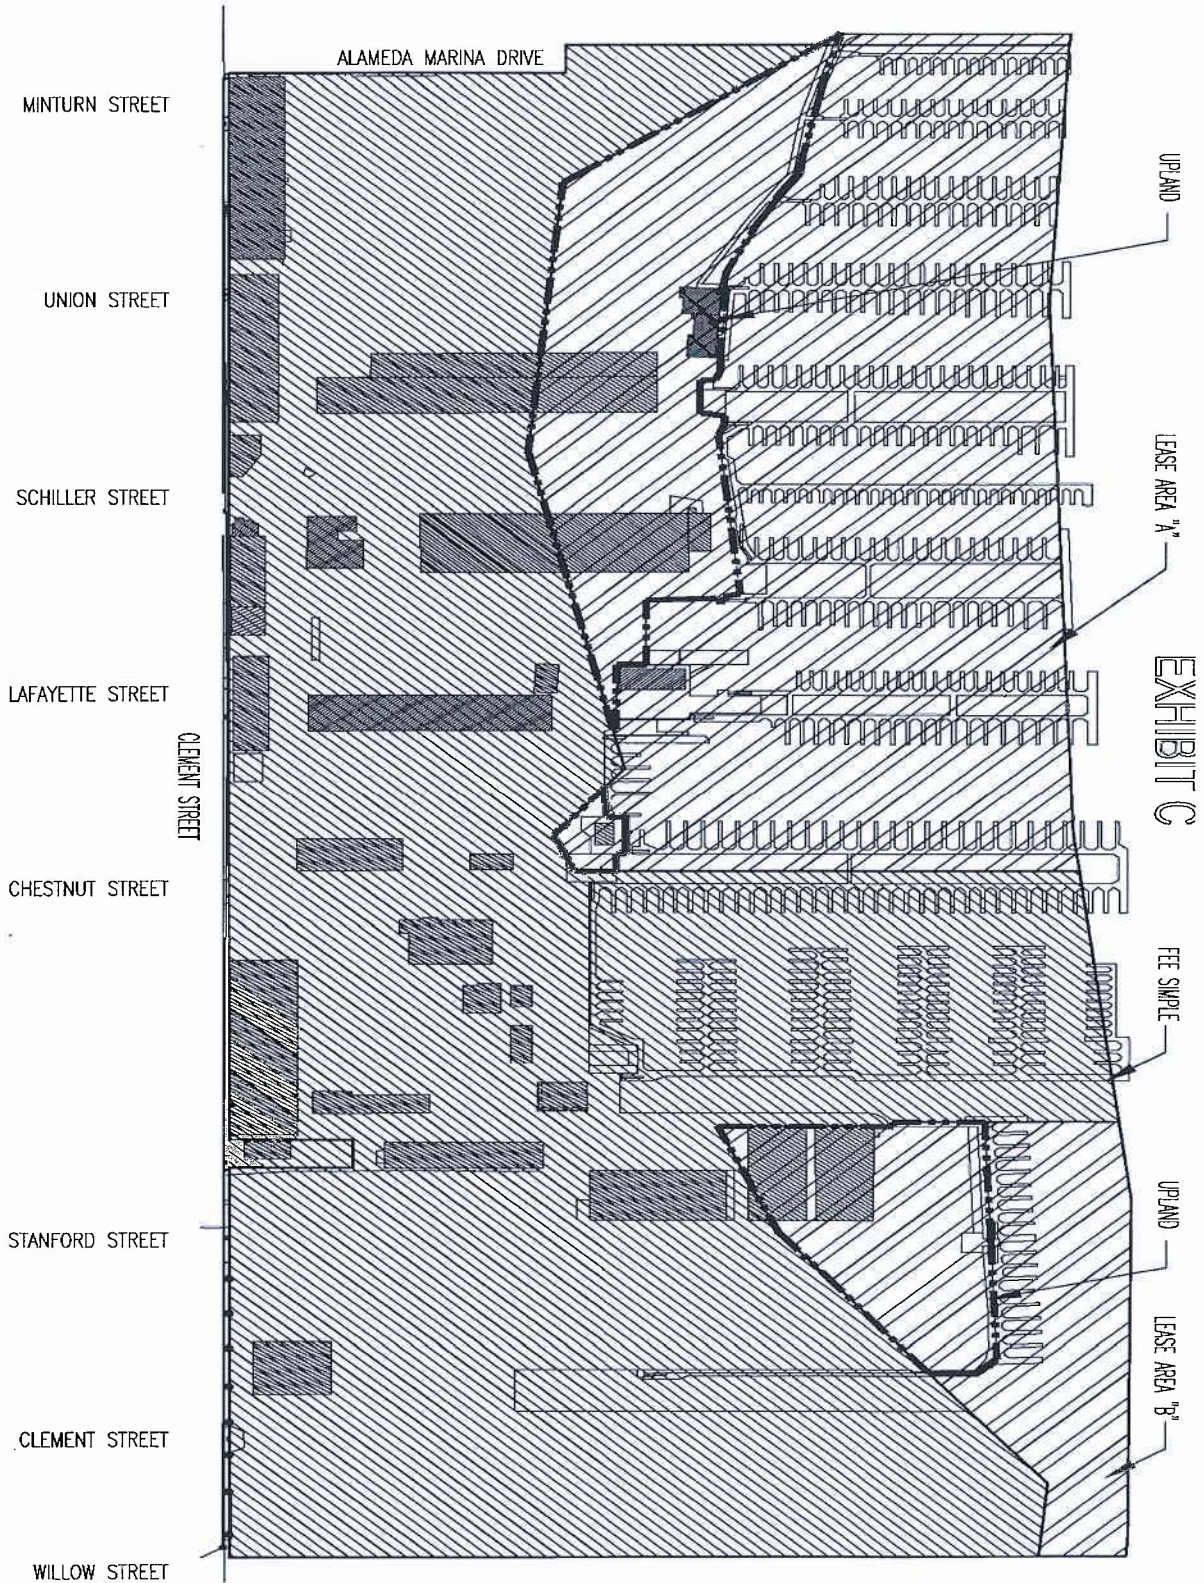 ALAMEDA MARINA DRIVE
MINTURN STREET
UNION STREET
SCHILLER STREET
LAFAYETTE STREET
CLEMENT STREET
CHESTNUT STREET
STANFORD STREET
CLEMENT STREET
WILLOW STREET
UPLAND
LEASE AREA "A"
EXHIBIT C
FEE SIMPLE
UPLAND
LEASE AREA "B"